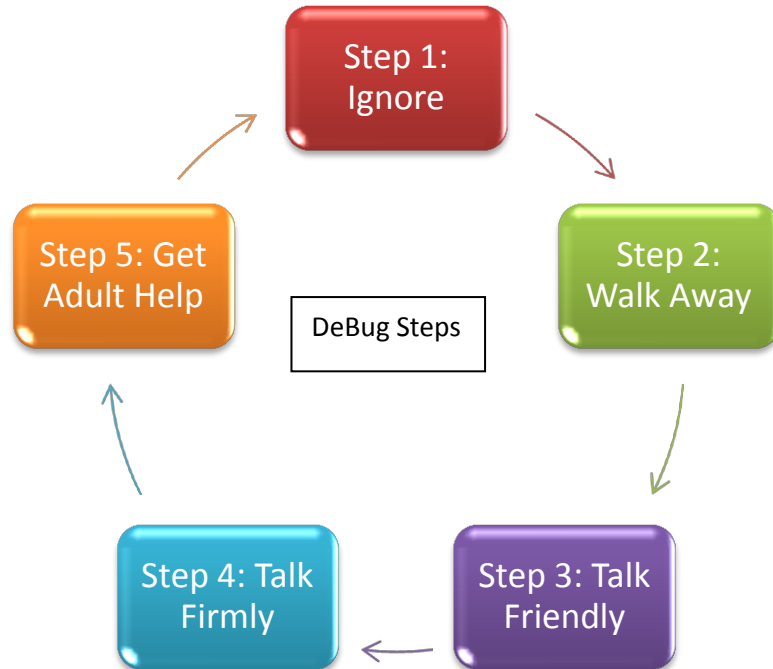 Step 1:
Ignore
Step 2:
Walk Away
Step 3: Talk
Friendly
Step 4: Talk
Firmly
Step 5: Get
Adult Help
DeBug Steps